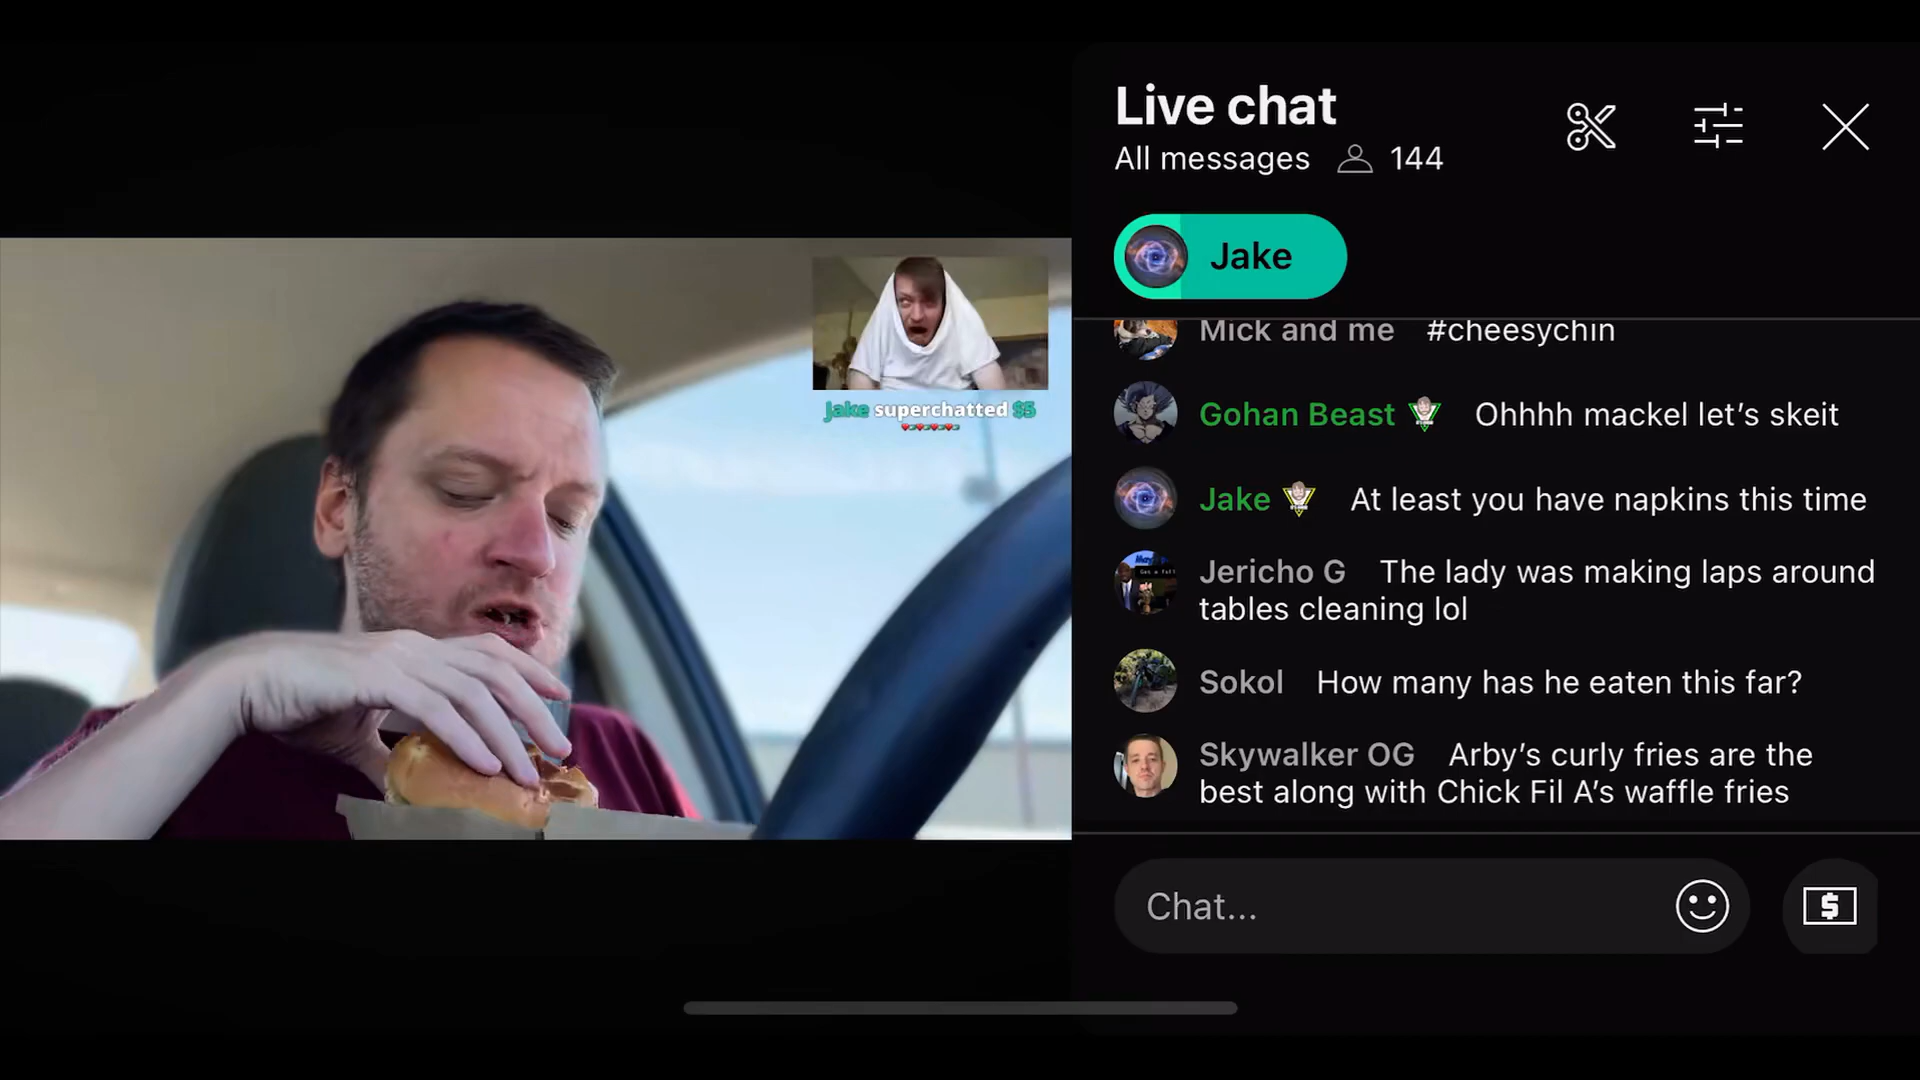 Live chat
All messages 144
Jake
Jake superchatted $5
Mick and me #cheesychin
Gohan Beast Ohhhh mackel let’s skeit
Jake At least you have napkins this time
Jericho G The lady was making laps around
tables cleaning lol
Sokol How many has he eaten this far?
Skywalker OG Arby’s curly fries are the
best along with Chick Fil A’s waffle fries
Chat...
$